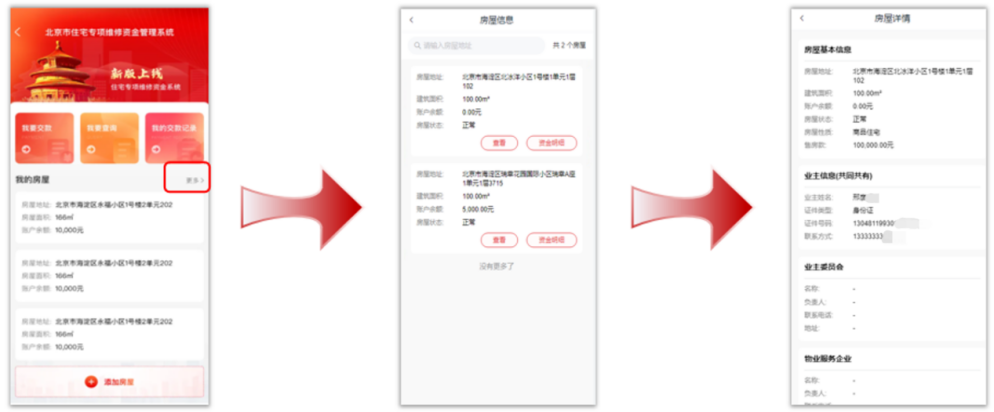 北京市住宅专项维修资金管理系统
新版上线
住宅专项维修资金系统
我要交款
我要查询
我的交款记录
我的房屋
更多
房屋地址: 北京市海淀区永福小区1号楼2单元202
房屋面积: 166㎡
账户余额: 10,000元
房屋地址: 北京市海淀区永福小区1号楼2单元202
房屋面积: 166㎡
账户余额: 10,000元
房屋地址: 北京市海淀区永福小区1号楼2单元202
房屋面积: 166㎡
账户余额: 10,000元
添加房屋
房屋信息
请输入房屋地址
共 2 个房屋
房屋地址: 北京市海淀区北冰洋小区1号楼1单元1层
102
建筑面积: 100.00m²
账户余额: 0.00元
房屋状态: 正常
查看
资金明细
房屋地址: 北京市海淀区瑞阜花园国际小区瑞阜A座
1单元1层3715
建筑面积: 100.00m²
账户余额: 5,000.00元
房屋状态: 正常
查看
资金明细
没有更多了
房屋详情
房屋基本信息
房屋地址: 北京市海淀区北冰洋小区1号楼1单元1层
102
建筑面积: 100.00m²
账户余额: 0.00元
房屋状态: 正常
房屋性质: 商品住宅
售房款: 100,000.00元
业主信息(共同共有)
业主姓名: 邢
证件类型: 身份证
证件号码: 13048119930
联系方式: 13333333
业主委员会
名称: -
负责人: -
联系电话: -
地址: -
物业服务企业
名称: -
负责人: -